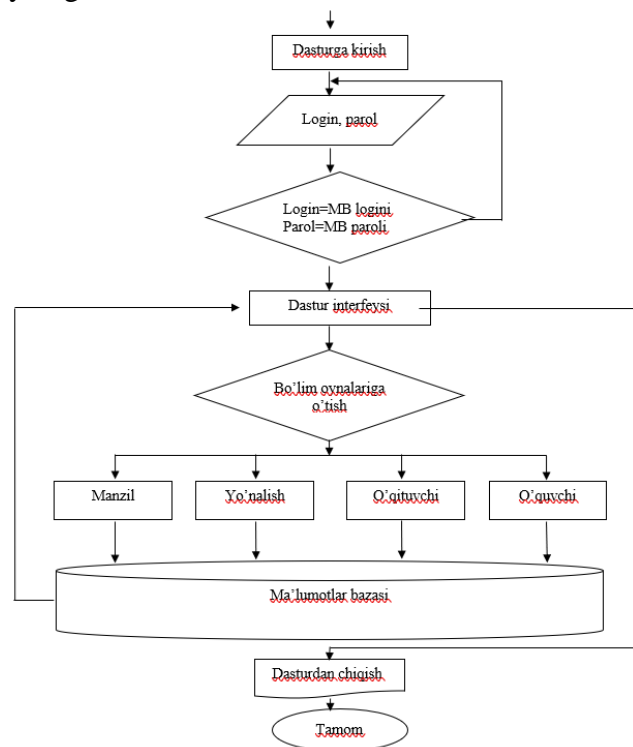 Dasturga kirish
Login, parol
Login=MB logini
Parol=MB paroli
Dastur interfeysi
Bo’lim oynalariga
o’tish
Manzil
Yo’nalish
O’qituvchi
O’quvchi
Ma’lumotlar bazasi
Dasturdan chiqish
Tamom